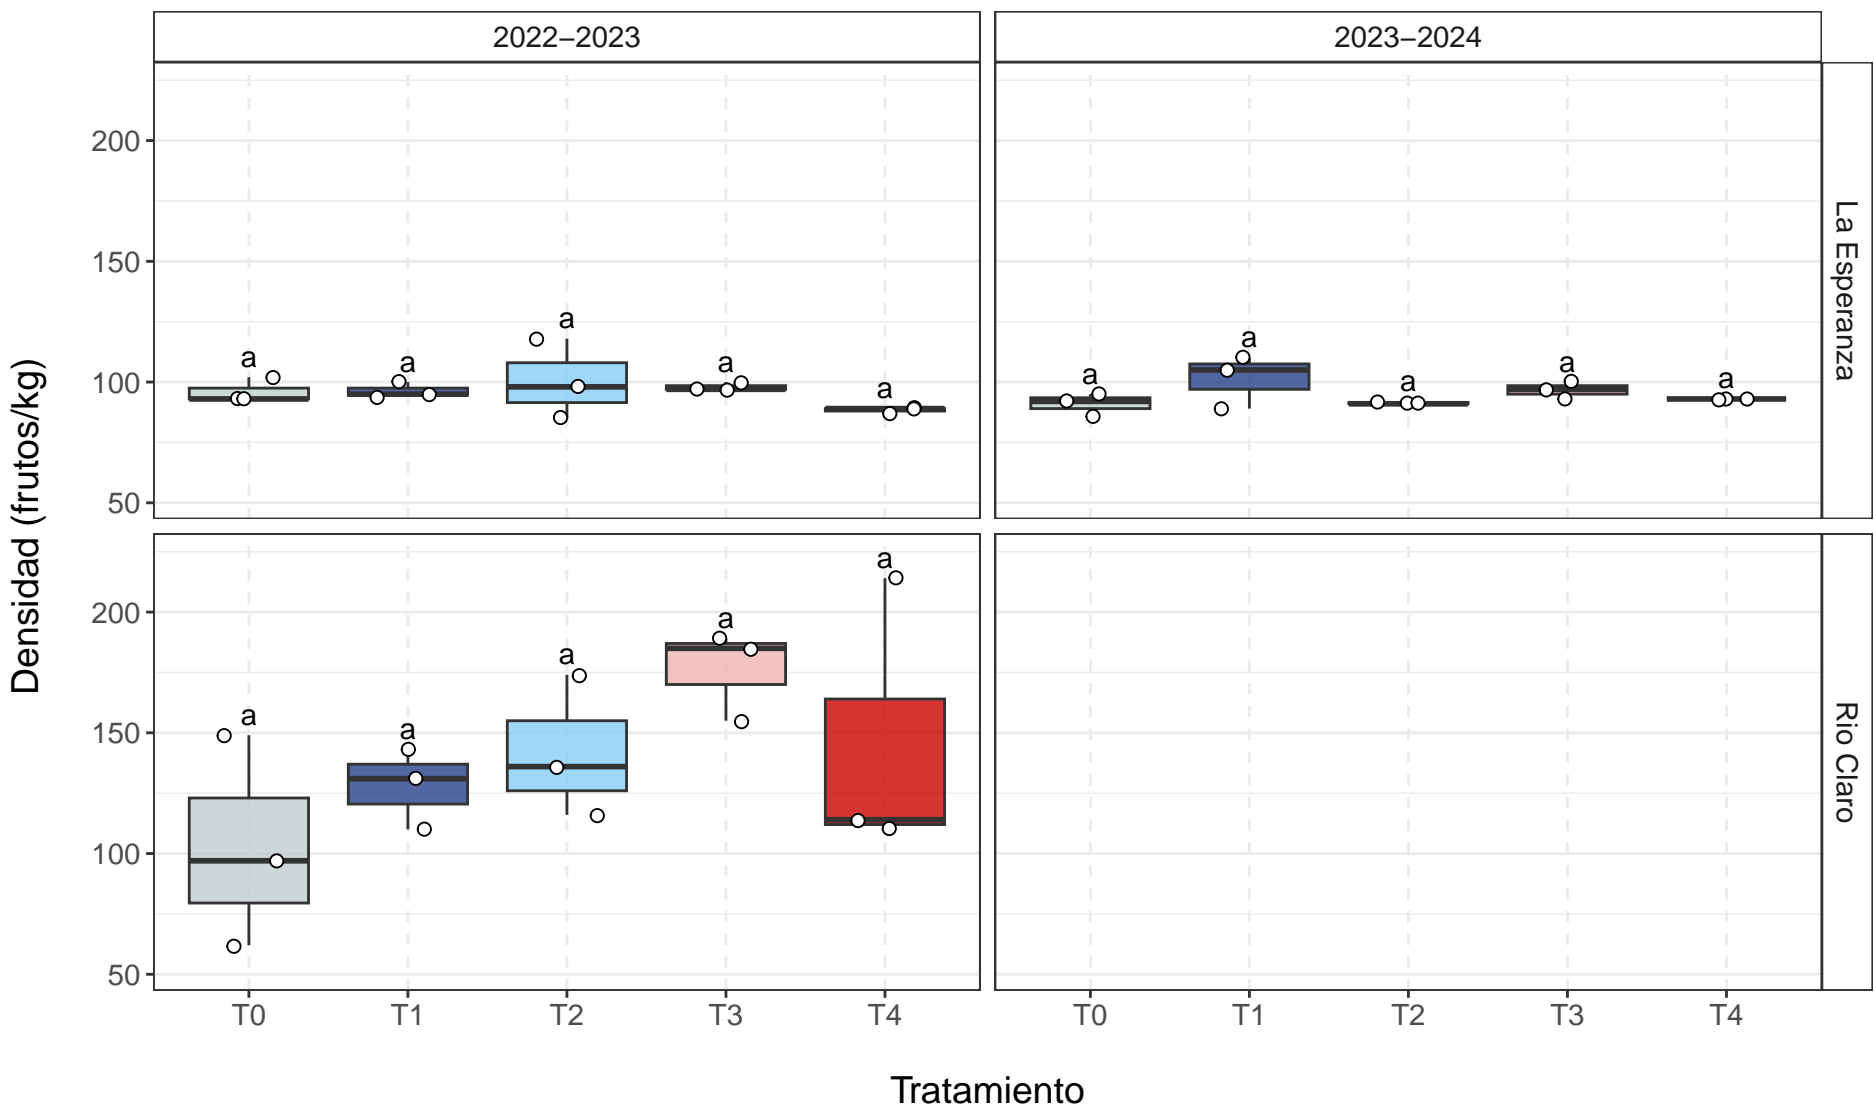 2022–2023
2023–2024
Densidad (frutos/kg)
200
150
100
50
a a a a a
a a a a a
La Esperanza
200
150
100
50
a a a a a
Rio Claro
T0 T1 T2 T3 T4
T0 T1 T2 T3 T4
Tratamiento